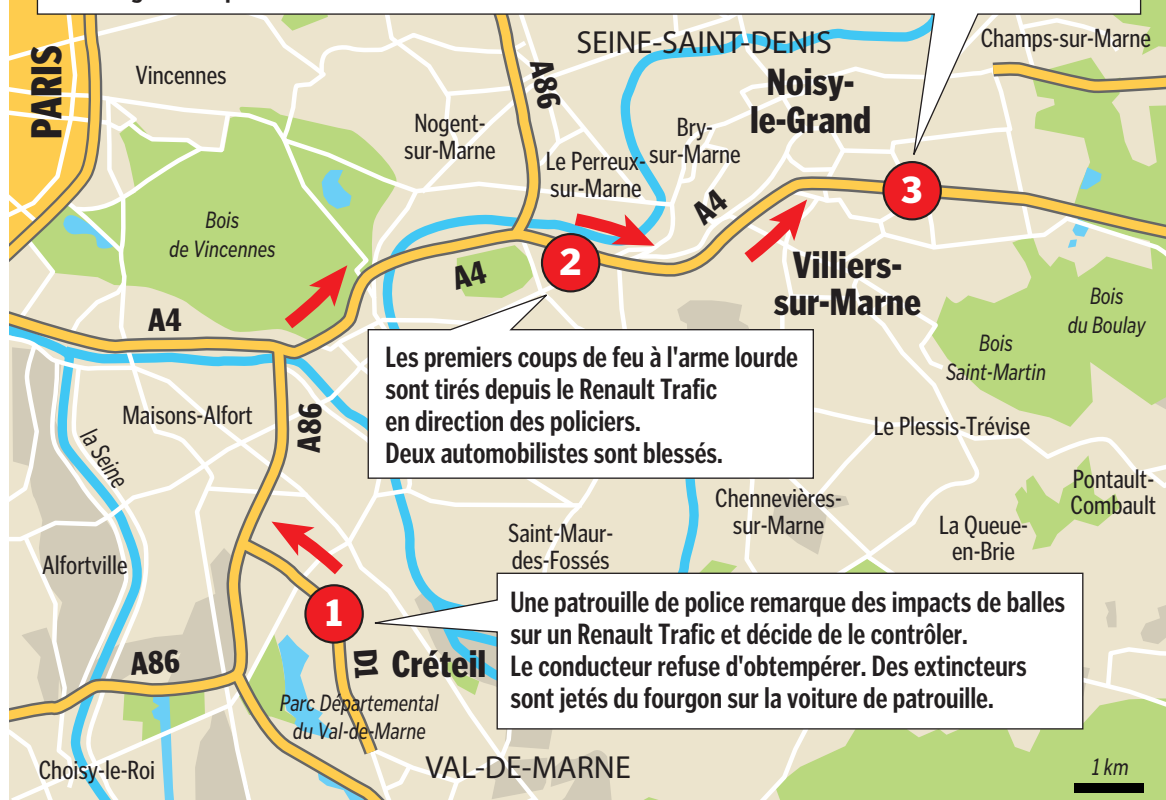 SEINE-SAINT-DENIS
Champs-sur-Marne
PARIS
Vincennes
A86
Noisy-
le-Grand
Nogent-
sur-Marne
Bry-
sur-Marne
Le Perreux-
sur-Marne
3
A4
Bois
de Vincennes
2
A4
Villiers-
sur-Marne
Bois
du Boulay
A4
Bois
Saint-Martin
Les premiers coups de feu à l'arme lourde
sont tirés depuis le Renault Trafic
en direction des policiers.
Deux automobilistes sont blessés.
Maisons-Alfort
A86
la Seine
Le Plessis-Trévise
Pontault-
Combault
Chennevières-
sur-Marne
La Queue-
en-Brie
Saint-Maur-
des-Fossés
Alfortville
1
Une patrouille de police remarque des impacts de balles
sur un Renault Trafic et décide de le contrôler.
Le conducteur refuse d'obtempérer. Des extincteurs
sont jetés du fourgon sur la voiture de patrouille.
A86
D1
Créteil
Parc Départemental
du Val-de-Marne
Choisy-le-Roi
VAL-DE-MARNE
1 km